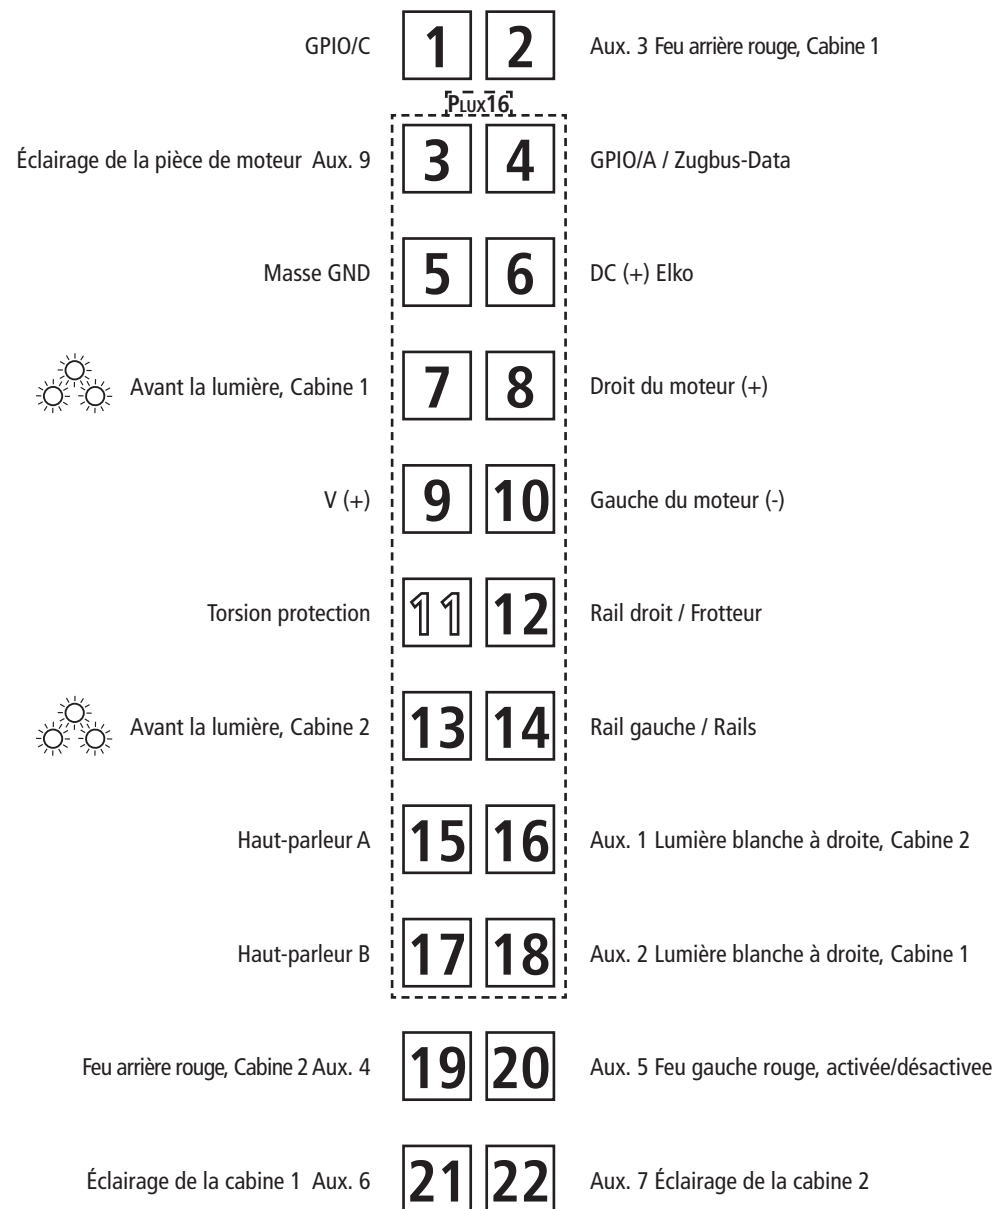 GPIO/C 1 2 Aux. 3 Feu arrière rouge, Cabine 1
PLUX16
Éclairage de la pièce de moteur Aux. 9 3 4 GPIO/A / Zugbus-Data
Masse GND 5 6 DC (+) Elko
Avant la lumière, Cabine 1 7 8 Droit du moteur (+)
V (+) 9 10 Gauche du moteur (-)
Torsion protection 11 12 Rail droit / Frotteur
Avant la lumière, Cabine 2 13 14 Rail gauche / Rails
Haut-parleur A 15 16 Aux. 1 Lumière blanche à droite, Cabine 2
Haut-parleur B 17 18 Aux. 2 Lumière blanche à droite, Cabine 1
Feu arrière rouge, Cabine 2 Aux. 4 19 20 Aux. 5 Feu gauche rouge, activée/désactivee
Éclairage de la cabine 1 Aux. 6 21 22 Aux. 7 Éclairage de la cabine 2